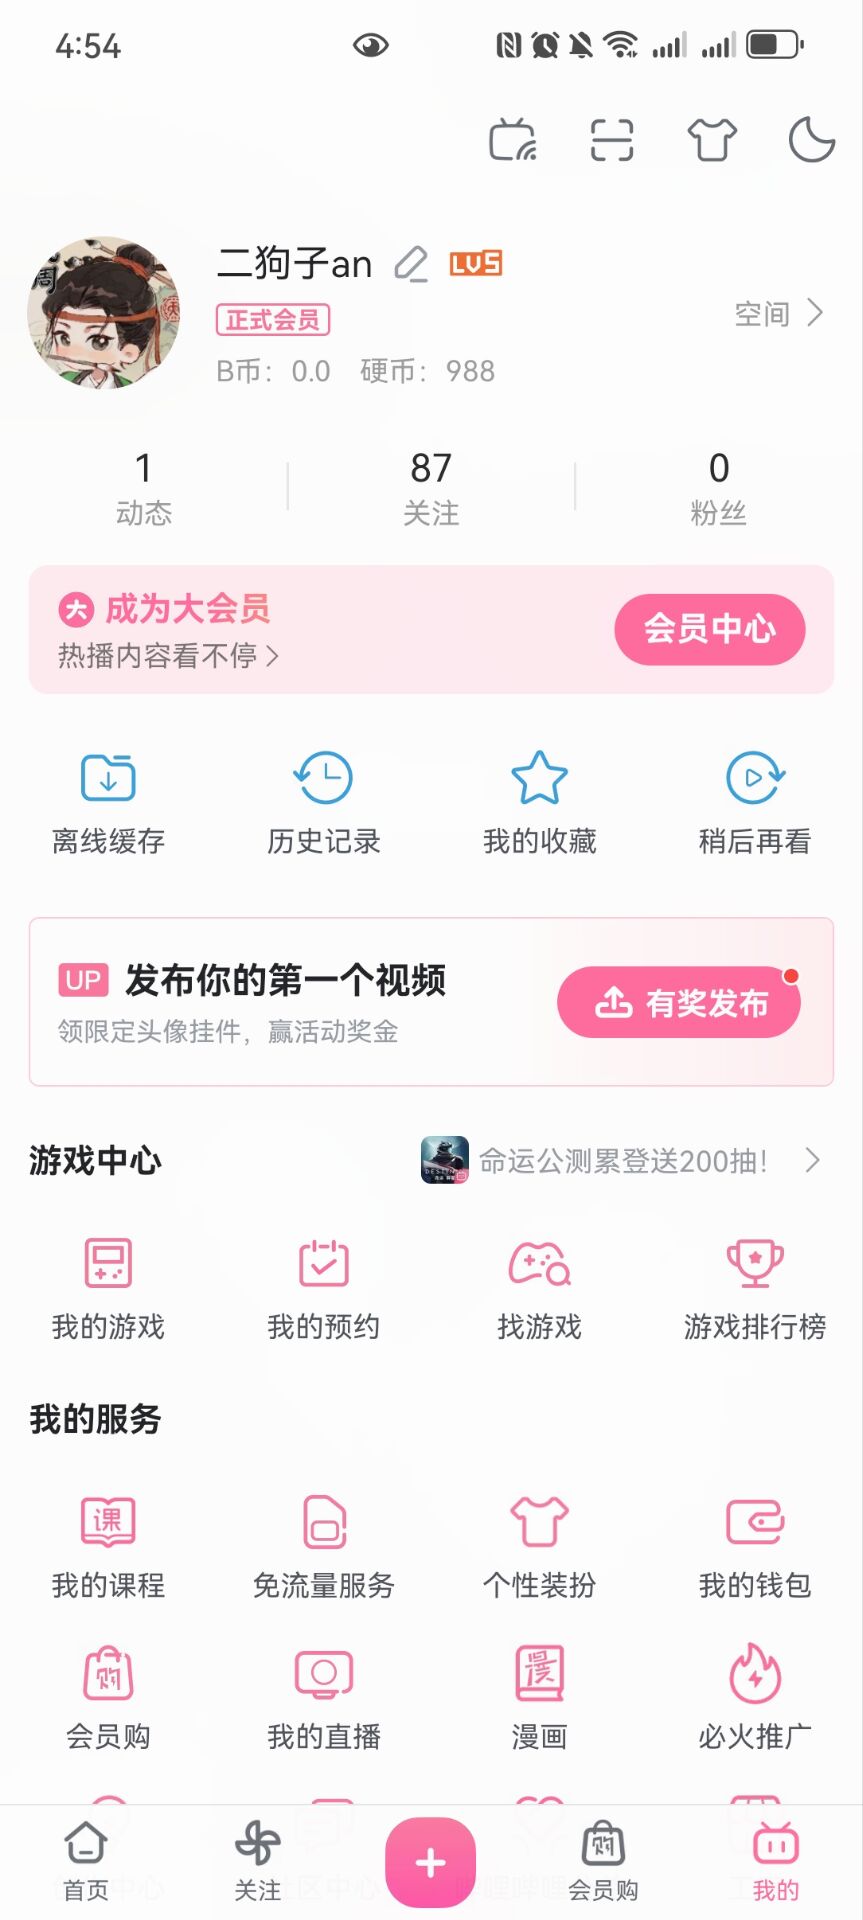 4:54
二狗子an
LV5
正式会员
空间
B币：0.0 硬币：988
1
87
0
动态
关注
粉丝
大 成为大会员
热播内容看不停
会员中心
离线缓存
历史记录
我的收藏
稍后再看
UP 发布你的第一个视频
领限定头像挂件，赢活动奖金
有奖发布
游戏中心
命运公测累登送200抽！
我的游戏
我的预约
找游戏
游戏排行榜
我的服务
课
我的课程
免流量服务
个性装扮
我的钱包
购
漫
会员购
我的直播
漫画
必火推广
购
首页
关注
会员购
我的